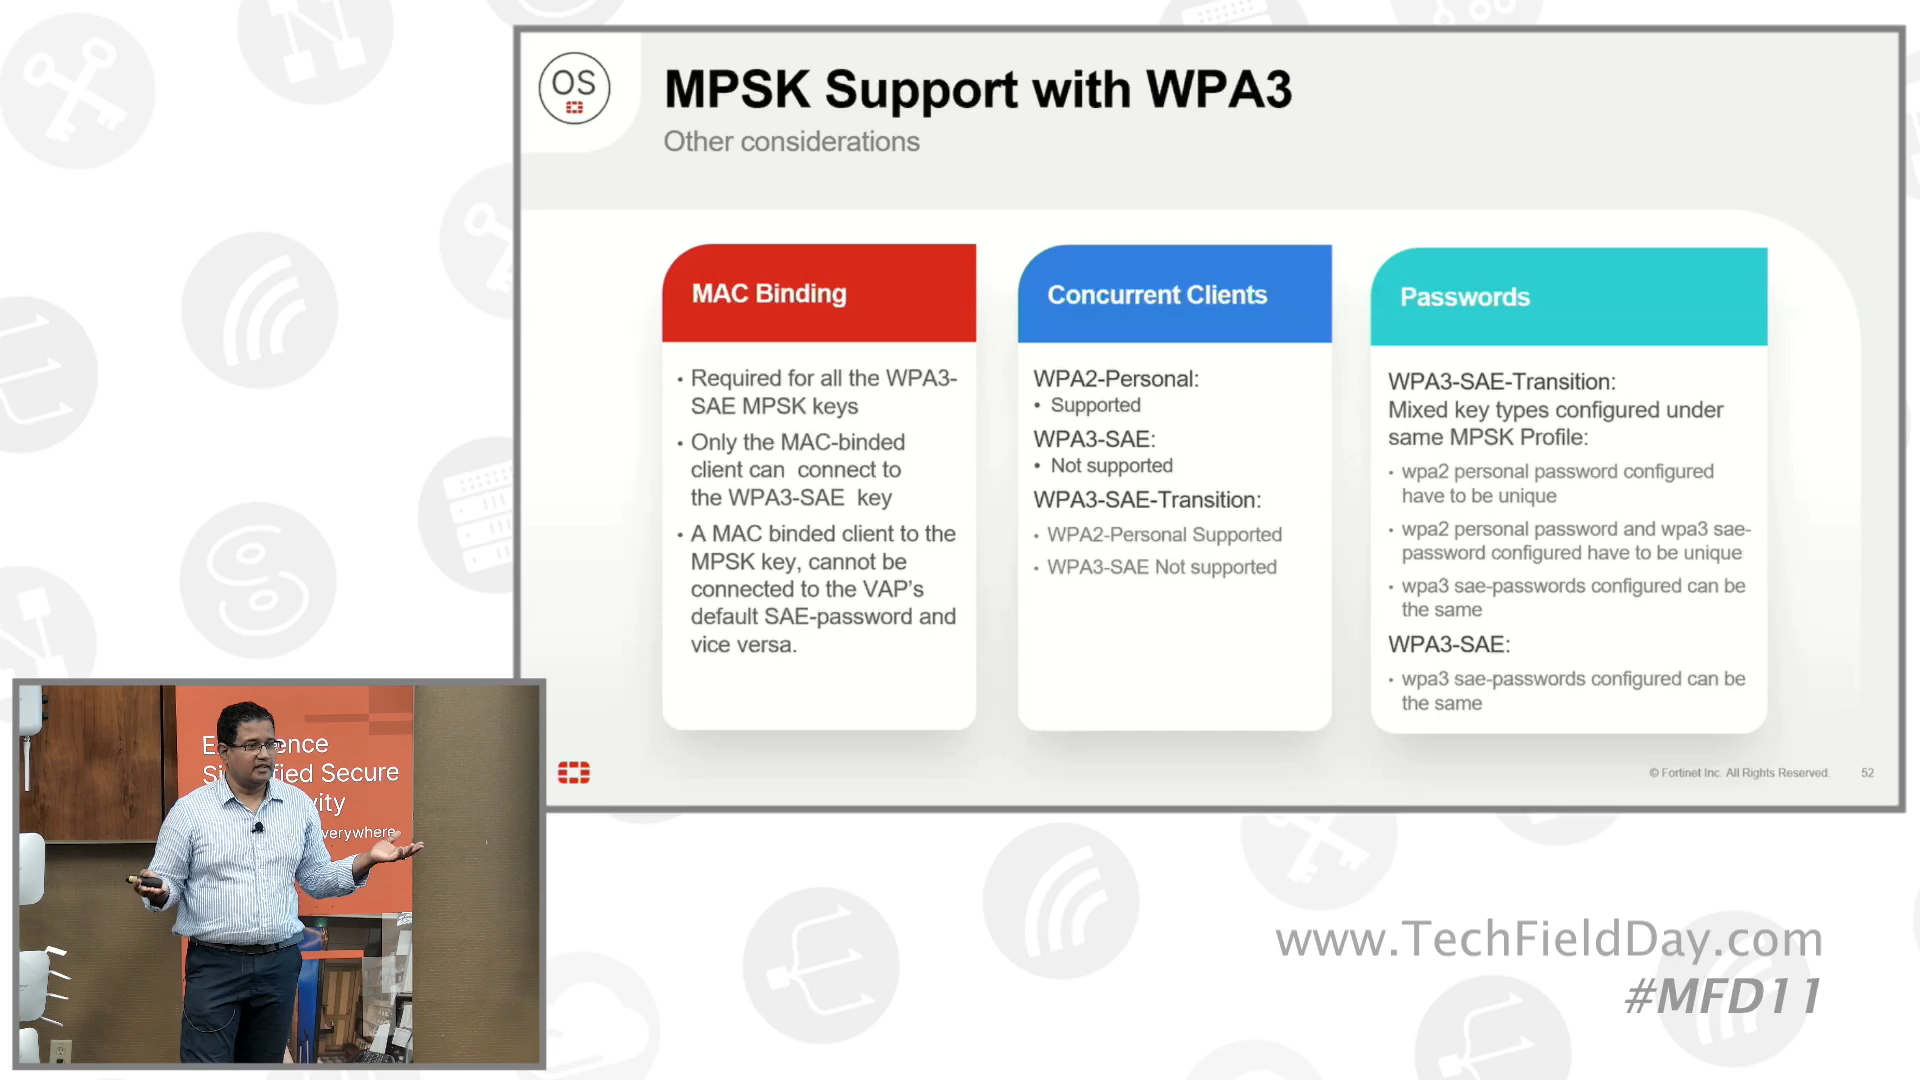 OS
MPSK Support with WPA3
Other considerations
MAC Binding
• Required for all the WPA3-
SAE MPSK keys
• Only the MAC-binded
client can connect to
the WPA3-SAE key
• A MAC binded client to the
MPSK key, cannot be
connected to the VAP's
default SAE-password and
vice versa.
Concurrent Clients
WPA2-Personal:
• Supported
WPA3-SAE:
• Not supported
WPA3-SAE-Transition:
• WPA2-Personal Supported
• WPA3-SAE Not supported
Passwords
WPA3-SAE-Transition:
Mixed key types configured under
same MPSK Profile:
• wpa2 personal password configured
have to be unique
• wpa2 personal password and wpa3 sae-
password configured have to be unique
• wpa3 sae-passwords configured can be
the same
WPA3-SAE:
• wpa3 sae-passwords configured can be
the same
© Fortinet Inc. All Rights Reserved. 52
Secure
www.TechFieldDay.com
#MFD11